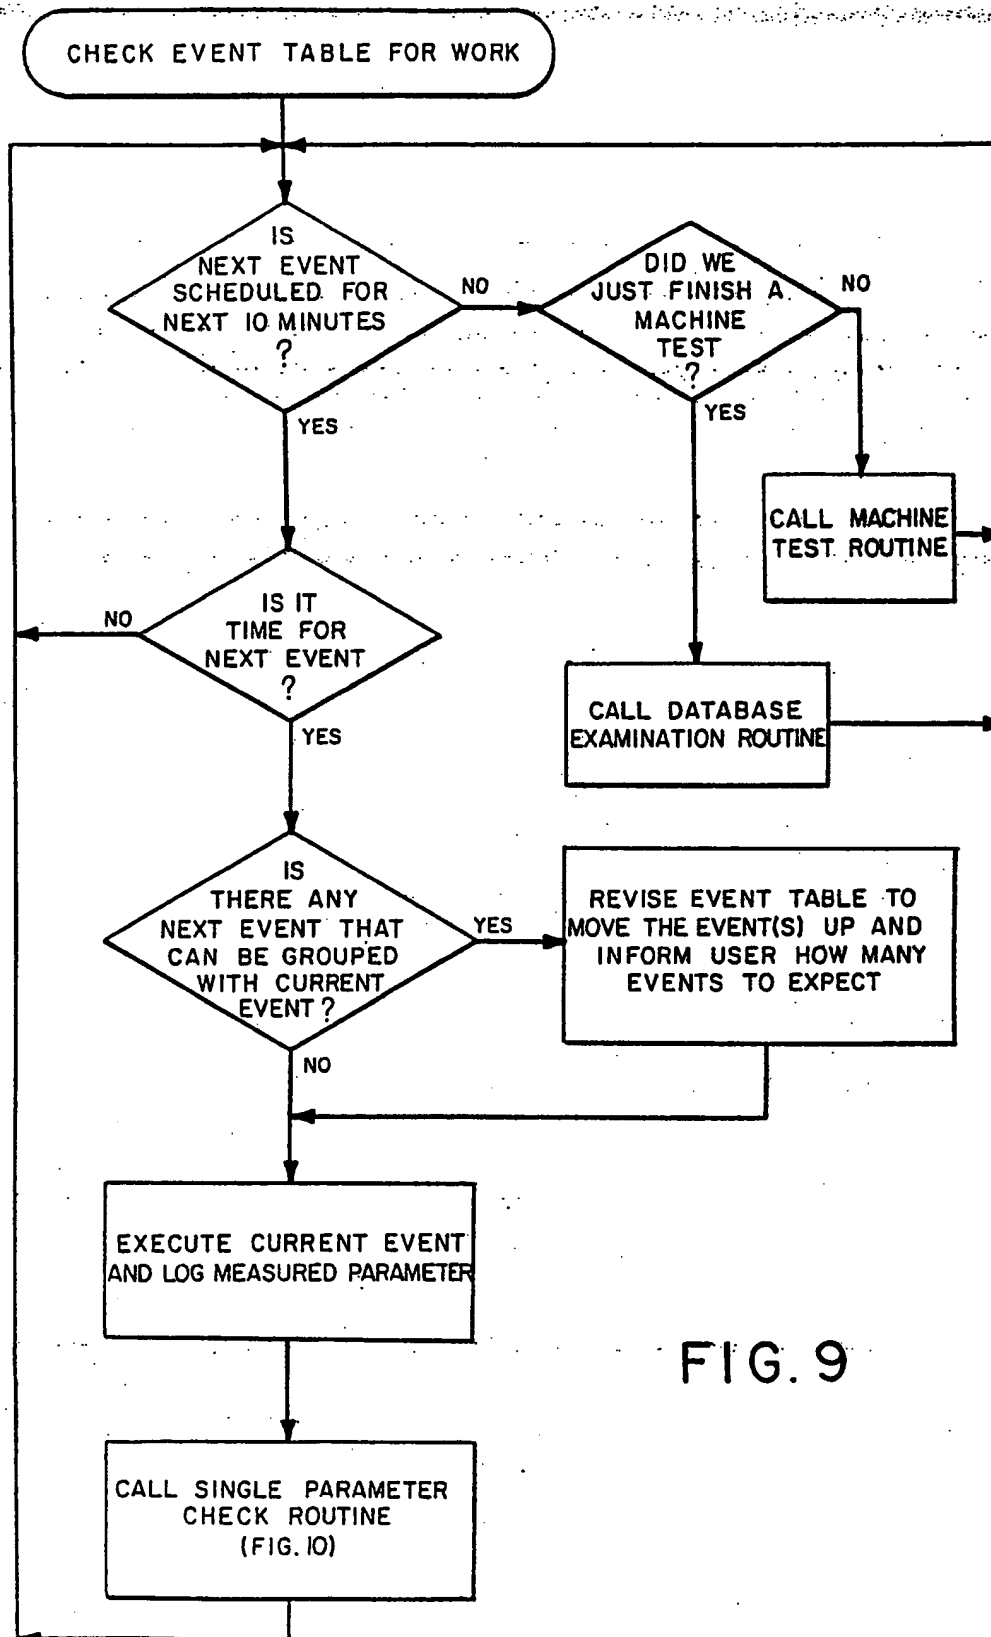 CHECK EVENT TABLE FOR WORK
IS
NEXT EVENT
SCHEDULED FOR
NEXT 10 MINUTES
?
NO
YES
DID WE
JUST FINISH A
MACHINE
TEST
?
NO
YES
CALL MACHINE
TEST ROUTINE
IS IT
TIME FOR
NEXT EVENT
?
NO
YES
CALL DATABASE
EXAMINATION ROUTINE
IS
THERE ANY
NEXT EVENT THAT
CAN BE GROUPED
WITH CURRENT
EVENT?
YES
NO
REVISE EVENT TABLE TO
MOVE THE EVENT(S) UP AND
INFORM USER HOW MANY
EVENTS TO EXPECT
EXECUTE CURRENT EVENT
AND LOG MEASURED PARAMETER
FIG. 9
CALL SINGLE PARAMETER
CHECK ROUTINE
(FIG. 10)